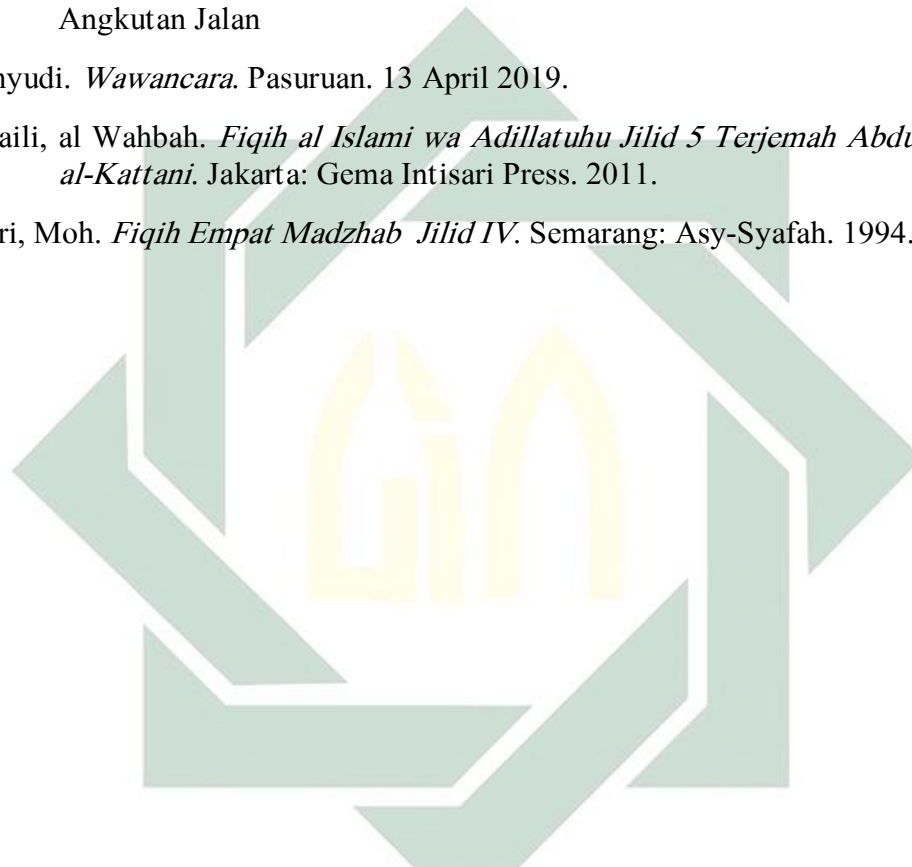 Angkutan Jalan
nyudi. Wawancara. Pasuruan. 13 April 2019.
aili, al Wahbah. Fiqih al Islami wa Adillatuhu Jilid 5 Terjemah Abdu
al-Kattani. Jakarta: Gema Intisari Press. 2011.
ri, Moh. Fiqih Empat Madzhab Jilid IV. Semarang: Asy-Syafah. 1994.